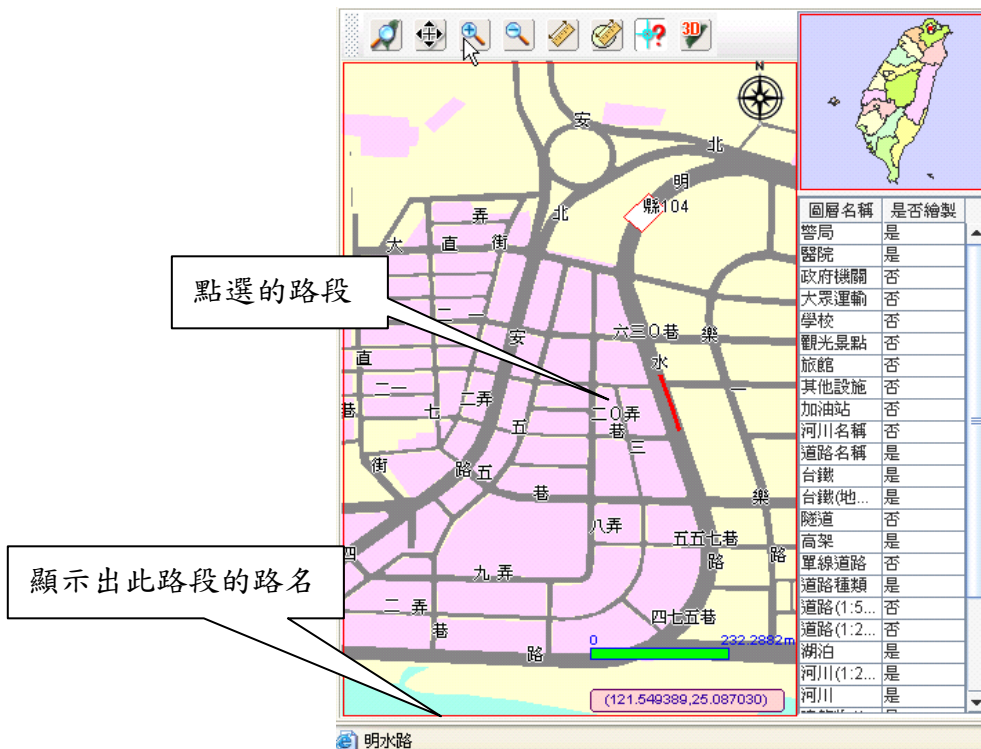 3D
N
安
北
明
縣104
弄
北
大 直 街
六三0巷
樂
二 一
安
水
直
二 一
巷
七
二弄
五
二0弄
巷
三
一
街
路
五
巷
樂
八弄
五五七巷
路
路
四
九 弄
二 弄
巷
四七五巷
路
0 232.2882m
(121.549389,25.087030)
點選的路段
顯示出此路段的路名
圖層名稱 是否繪製
警局 是
醫院 是
政府機關 否
大眾運輸 否
學校 否
觀光景點 否
旅館 否
其他設施 否
加油站 否
河川名稱 否
道路名稱 是
台鐵 是
台鐵(地... 是
隧道 否
高架 是
單線道路 否
道路種類 是
道路(1:5... 否
道路(1:2... 否
湖泊 是
河川(1:2... 是
河川 是
明水路